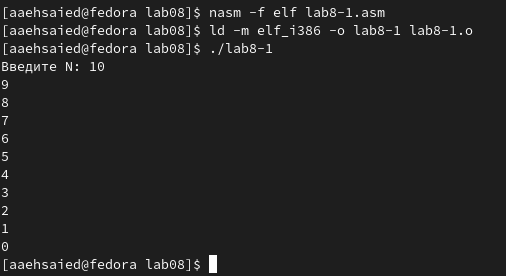 [aaehsaied@fedora lab08]$ nasm -f elf lab8-1.asm
[aaehsaied@fedora lab08]$ ld -m elf_i386 -o lab8-1 lab8-1.o
[aaehsaied@fedora lab08]$ ./lab8-1
Введите N: 10
9
8
7
6
5
4
3
2
1
0
[aaehsaied@fedora lab08]$